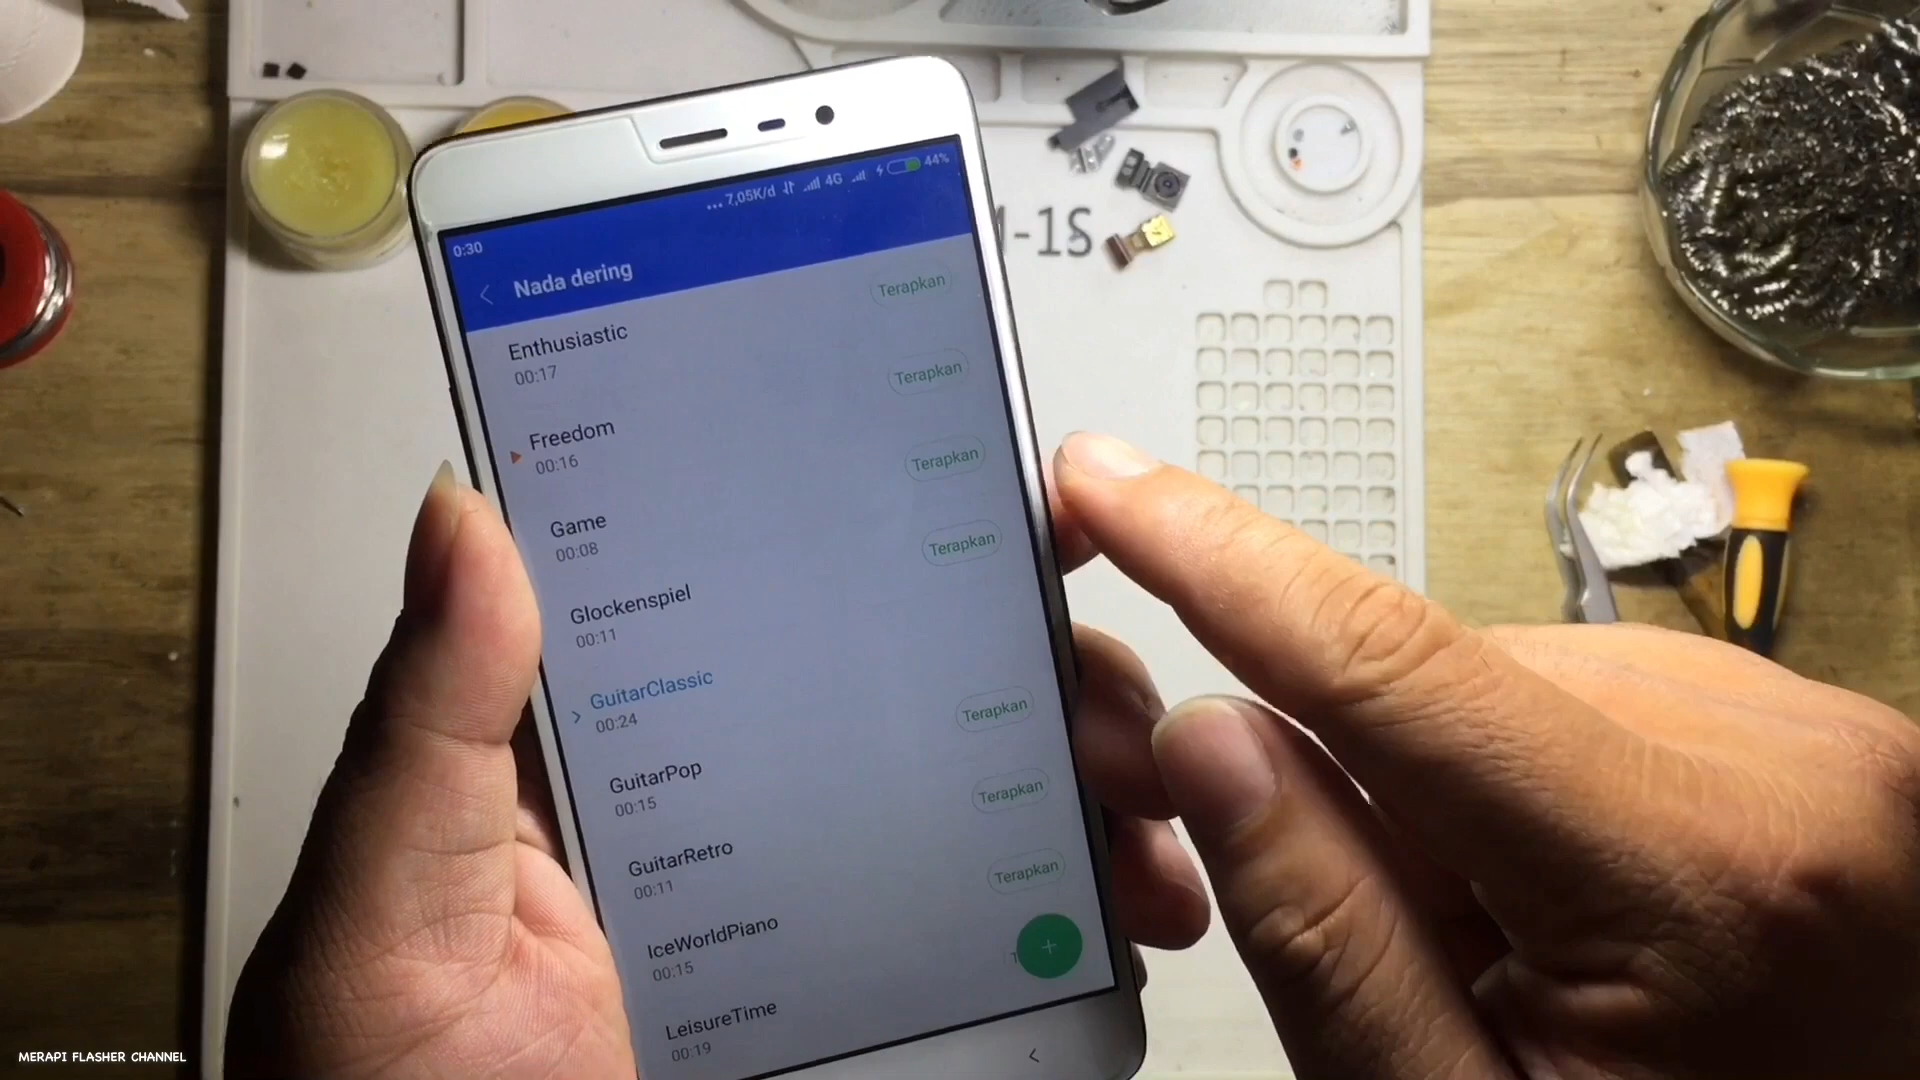 ... 7,05K/d 4G 44%
0:30
Nada dering
Enthusiastic
00:17
Terapkan
Freedom
00:16
Terapkan
Game
00:08
Terapkan
Glockenspiel
00:11
Terapkan
GuitarClassic
00:24
GuitarPop
00:15
Terapkan
GuitarRetro
00:11
Terapkan
IceWorldPiano
00:15
Terapkan
LeisureTime
00:19
-1S
MERAPI FLASHER CHANNEL